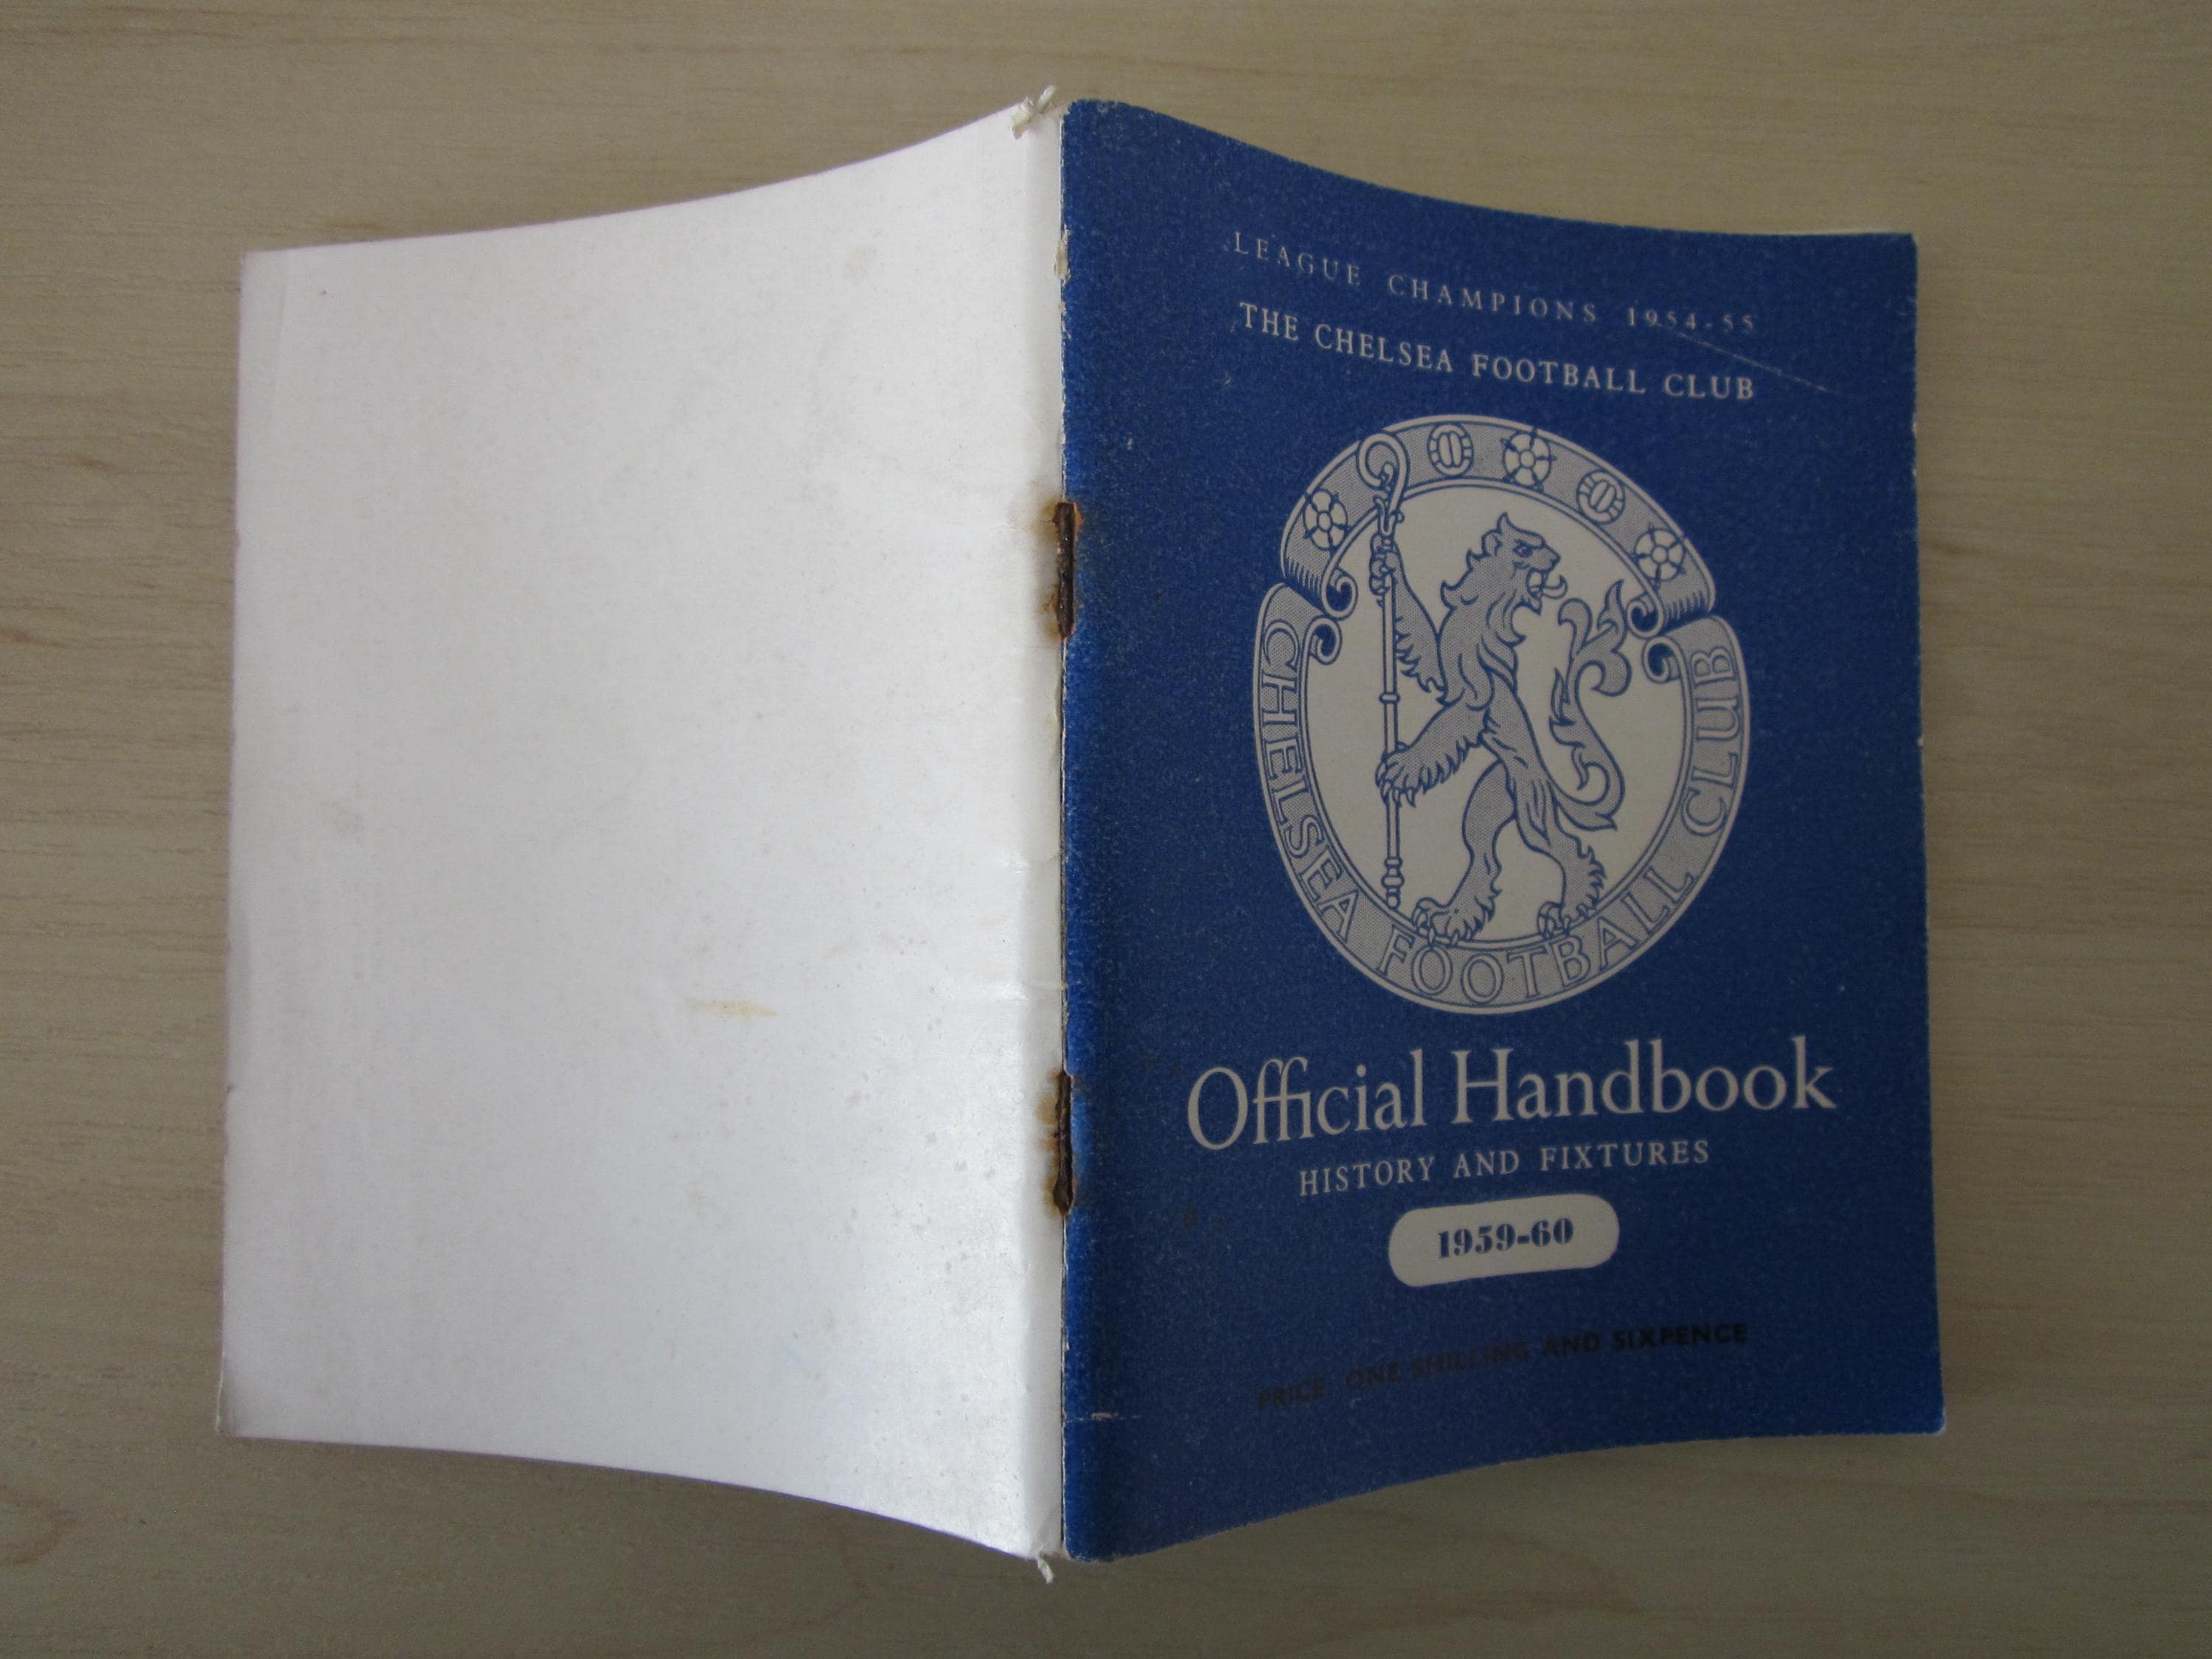 LEAGUE CHAMPIONS 1954-55
THE CHELSEA FOOTBALL CLUB
CHELSEA FOOTBALL CLUB
Official Handbook
HISTORY AND FIXTURES
1959-60
PRICE: ONE SHILLING AND SIXPENCE